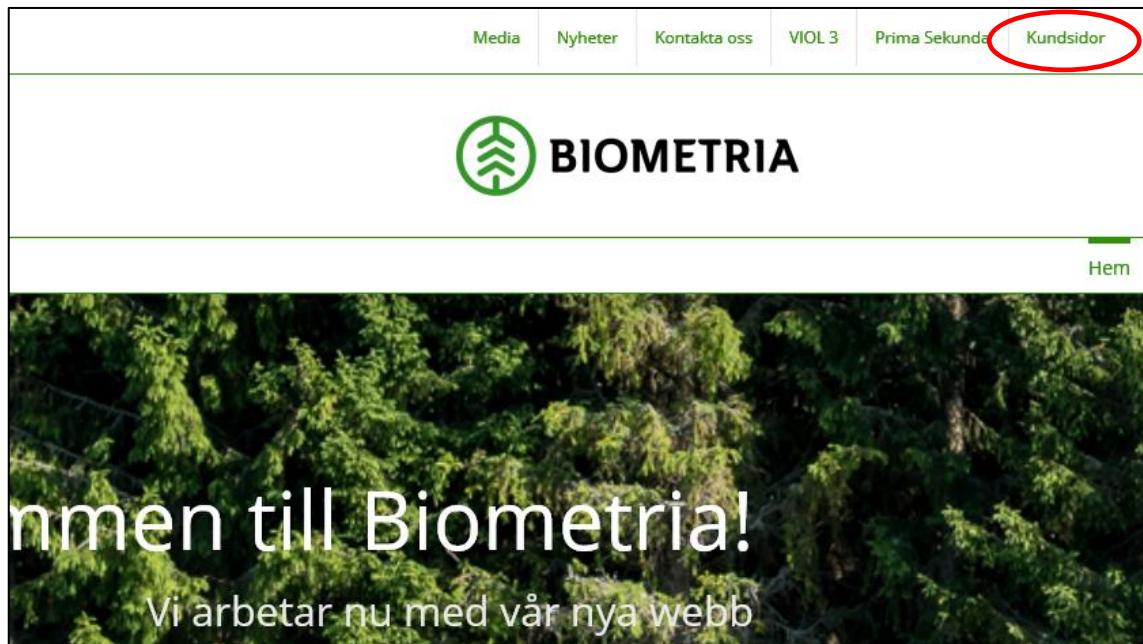 Media Nyheter Kontakta oss VIOL 3 Prima Sekunda Kundsidor
BIOMETRIA
Hem
mmen till Biometria!
Vi arbetar nu med vår nya webb